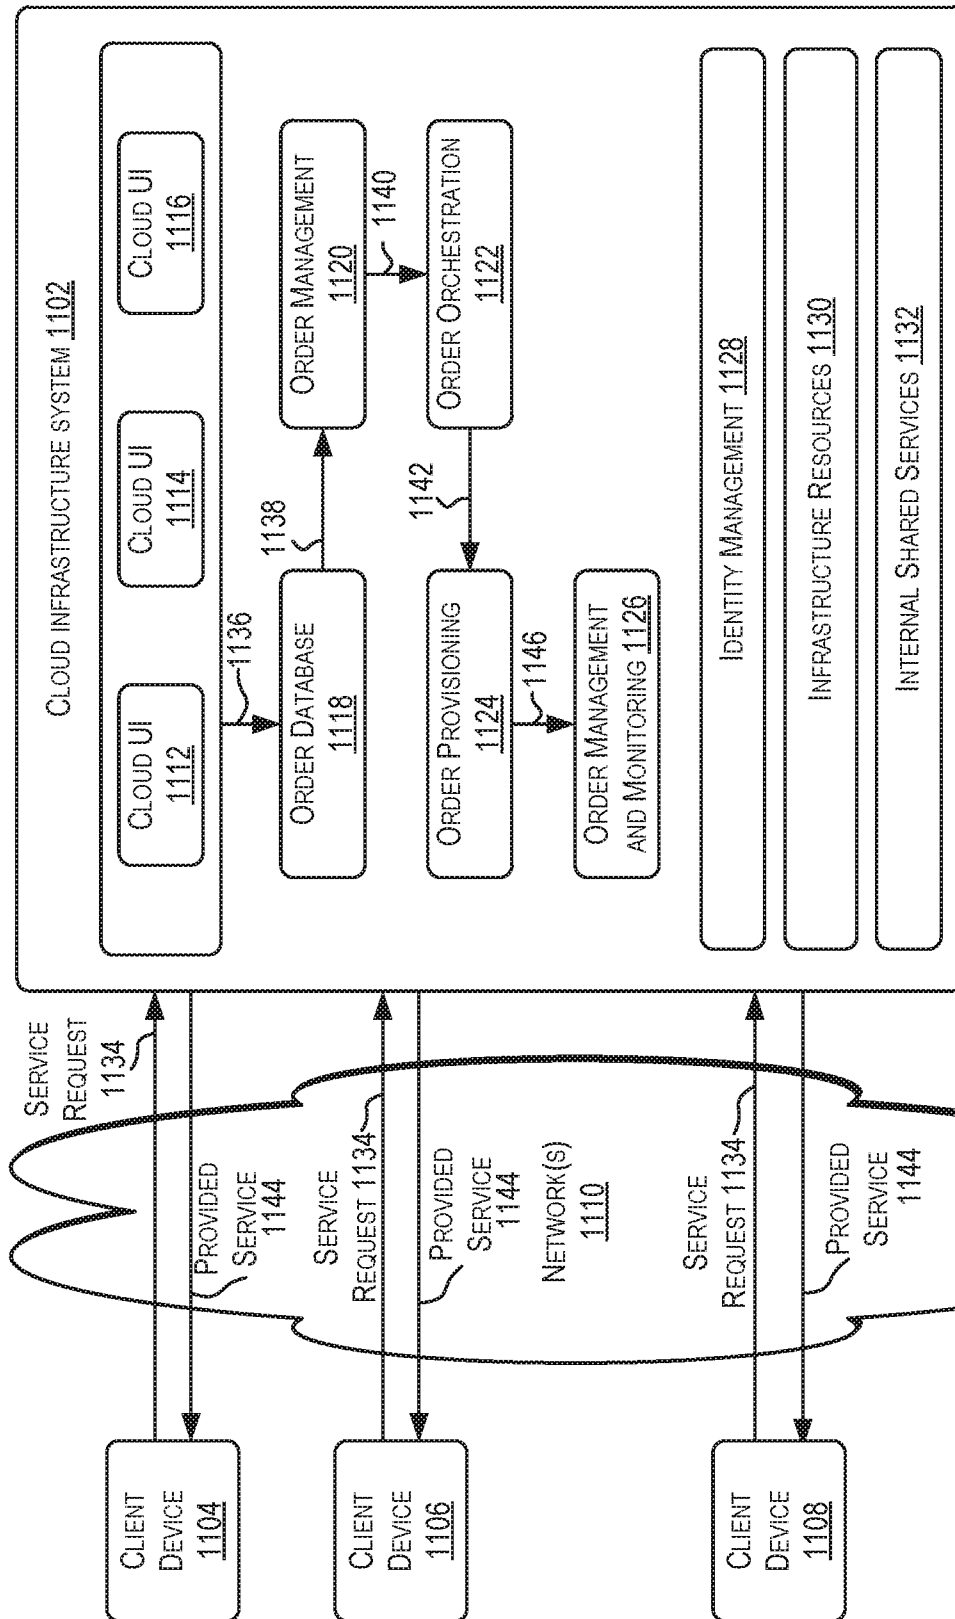 CLOUD INFRASTRUCTURE SYSTEM 1102
CLOUD UI
1112
CLOUD UI
1114
CLOUD UI
1116
1136
ORDER DATABASE
1118
1138
ORDER MANAGEMENT
1120
1140
ORDER PROVISIONING
1124
1142
ORDER ORCHESTRATION
1122
1146
ORDER MANAGEMENT
AND MONITORING 1126
IDENTITY MANAGEMENT 1128
INFRASTRUCTURE RESOURCES 1130
INTERNAL SHARED SERVICES 1132
CLIENT
DEVICE
1104
SERVICE
REQUEST
1134
PROVIDED
SERVICE
1144
CLIENT
DEVICE
1106
SERVICE
REQUEST 1134
PROVIDED
SERVICE
1144
NETWORK(S)
1110
CLIENT
DEVICE
1108
SERVICE
REQUEST 1134
PROVIDED
SERVICE
1144